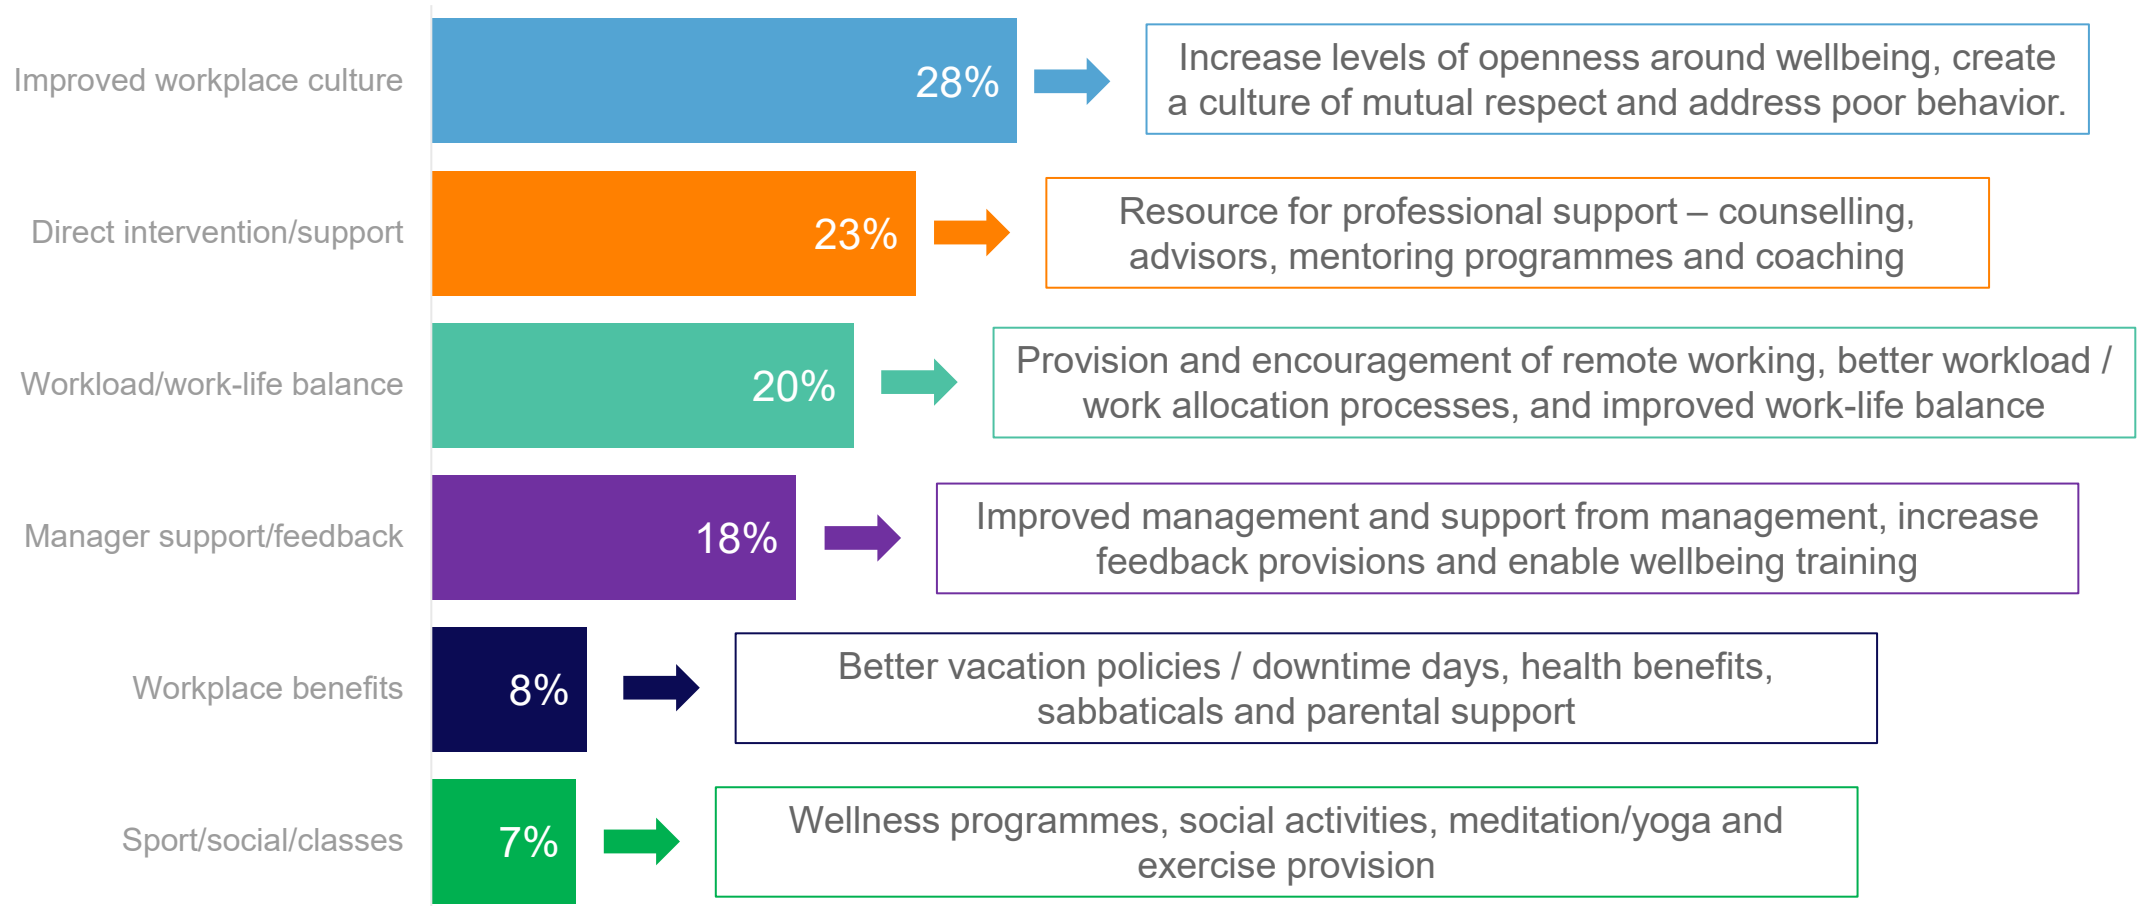 Improved workplace culture
28%
Increase levels of openness around wellbeing, create
a culture of mutual respect and address poor behavior.
Direct intervention/support
23%
Resource for professional support – counselling,
advisors, mentoring programmes and coaching
Workload/work-life balance
20%
Provision and encouragement of remote working, better workload /
work allocation processes, and improved work-life balance
Manager support/feedback
18%
Improved management and support from management, increase
feedback provisions and enable wellbeing training
Workplace benefits
8%
Better vacation policies / downtime days, health benefits,
sabbaticals and parental support
Sport/social/classes
7%
Wellness programmes, social activities, meditation/yoga and
exercise provision